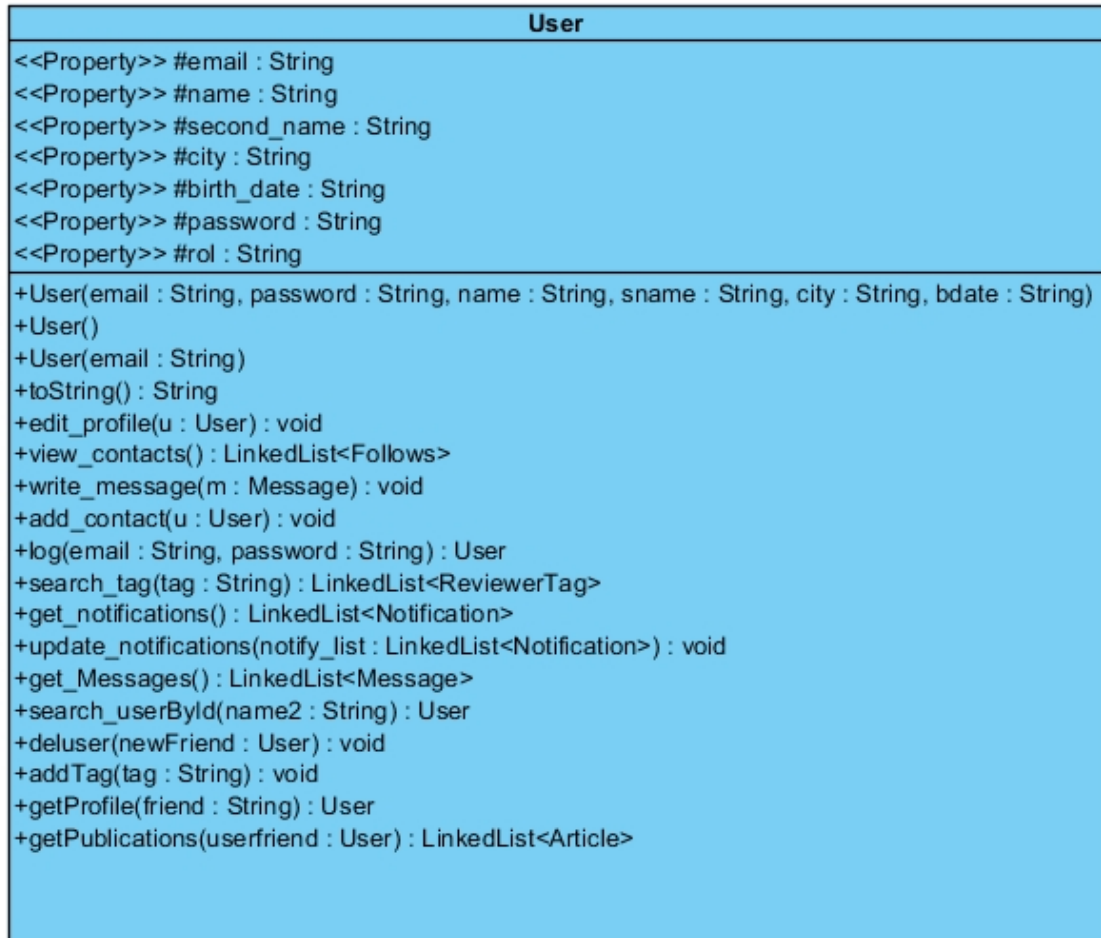 User
<<Property>> #email : String
<<Property>> #name : String
<<Property>> #second_name : String
<<Property>> #city : String
<<Property>> #birth_date : String
<<Property>> #password : String
<<Property>> #rol : String
+User(email : String, password : String, name : String, sname : String, city : String, bdate : String)
+User()
+User(email : String)
+toString() : String
+edit_profile(u : User) : void
+view_contacts() : LinkedList<Follows>
+write_message(m : Message) : void
+add_contact(u : User) : void
+log(email : String, password : String) : User
+search_tag(tag : String) : LinkedList<ReviewerTag>
+get_notifications() : LinkedList<Notification>
+update_notifications(notify_list : LinkedList<Notification>) : void
+get_Messages() : LinkedList<Message>
+search_userById(name2 : String) : User
+deluser(newFriend : User) : void
+addTag(tag : String) : void
+getProfile(friend : String) : User
+getPublications(userfriend : User) : LinkedList<Article>